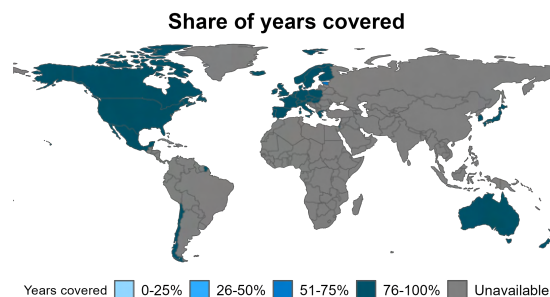 Share of years covered
Years covered 0-25% 26-50% 51-75% 76-100% Unavailable